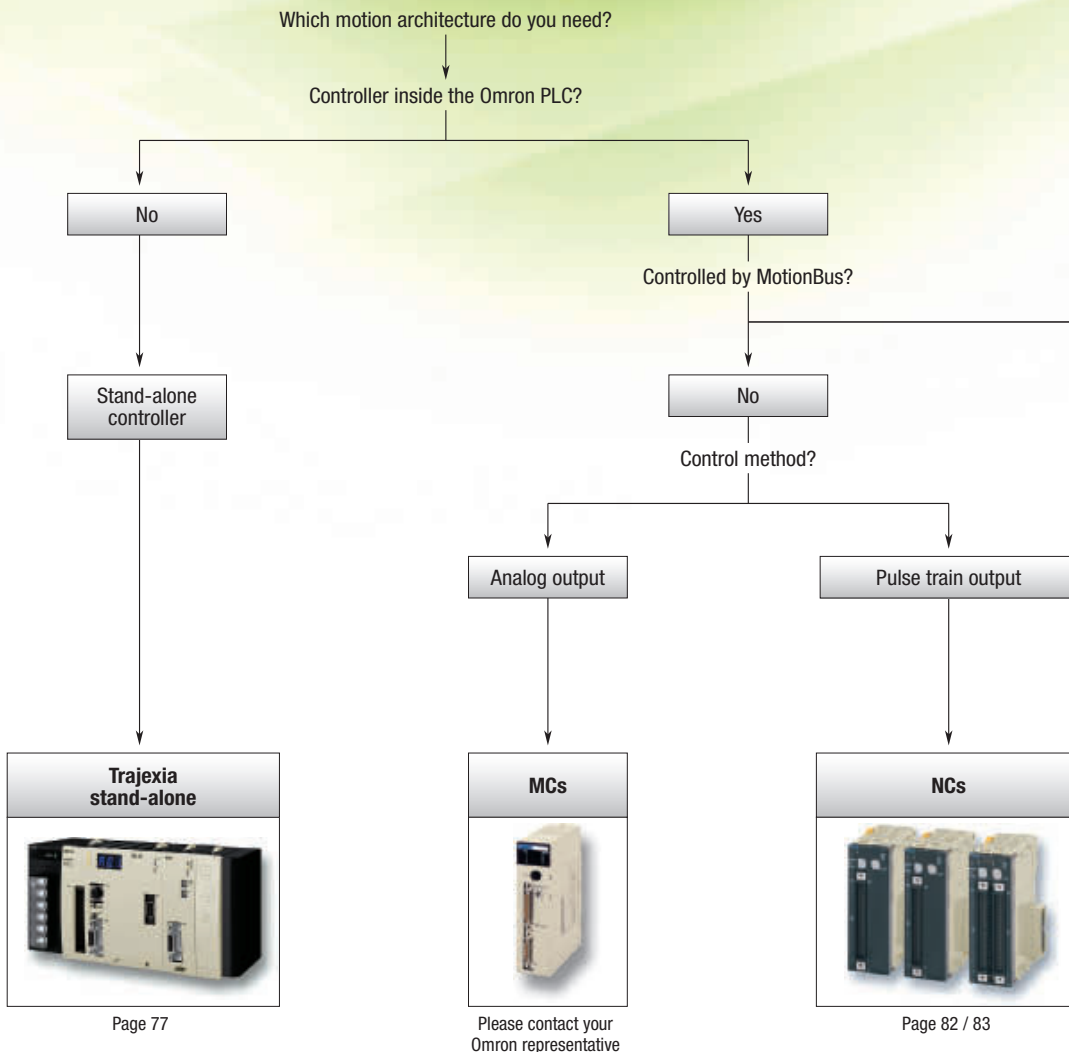 Which motion architecture do you need?
Controller inside the Omron PLC?
No
Yes
Controlled by MotionBus?
Stand-alone
controller
No
Control method?
Analog output
Pulse train output
Trajexia
stand-alone
MCs
NCs
Page 77
Please contact your
Omron representative
Page 82 / 83